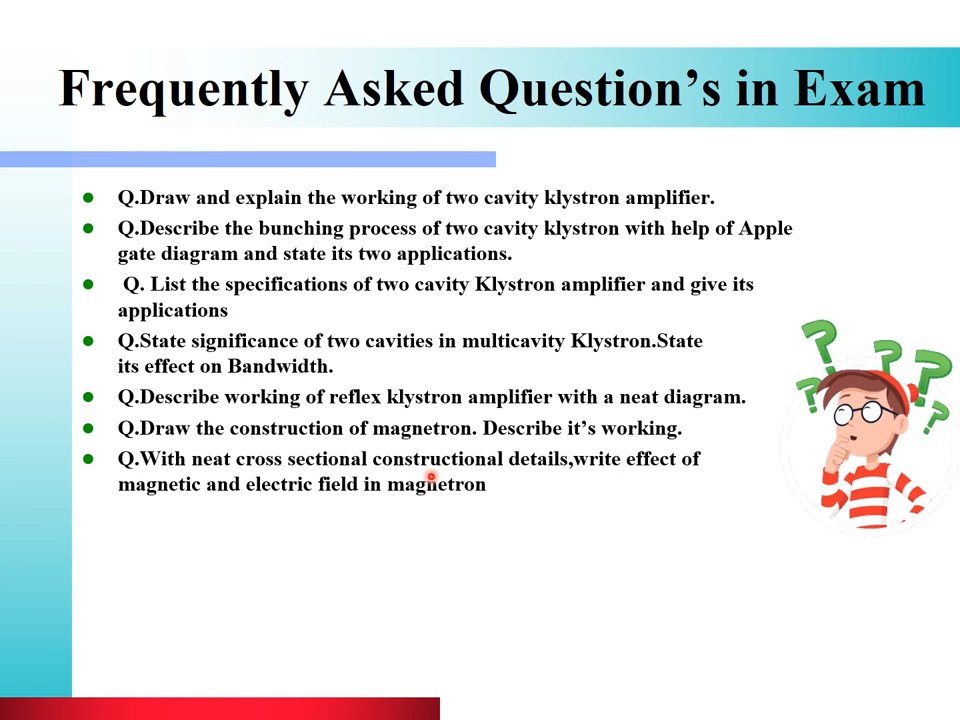 Frequently Asked Question’s in Exam
Q.Draw and explain the working of two cavity klystron amplifier.
Q.Describe the bunching process of two cavity klystron with help of Apple
gate diagram and state its two applications.
Q. List the specifications of two cavity Klystron amplifier and give its
applications
Q.State significance of two cavities in multicavity Klystron.State
its effect on Bandwidth.
Q.Describe working of reflex klystron amplifier with a neat diagram.
Q.Draw the construction of magnetron. Describe it’s working.
Q.With neat cross sectional constructional details,write effect of
magnetic and electric field in magnetron